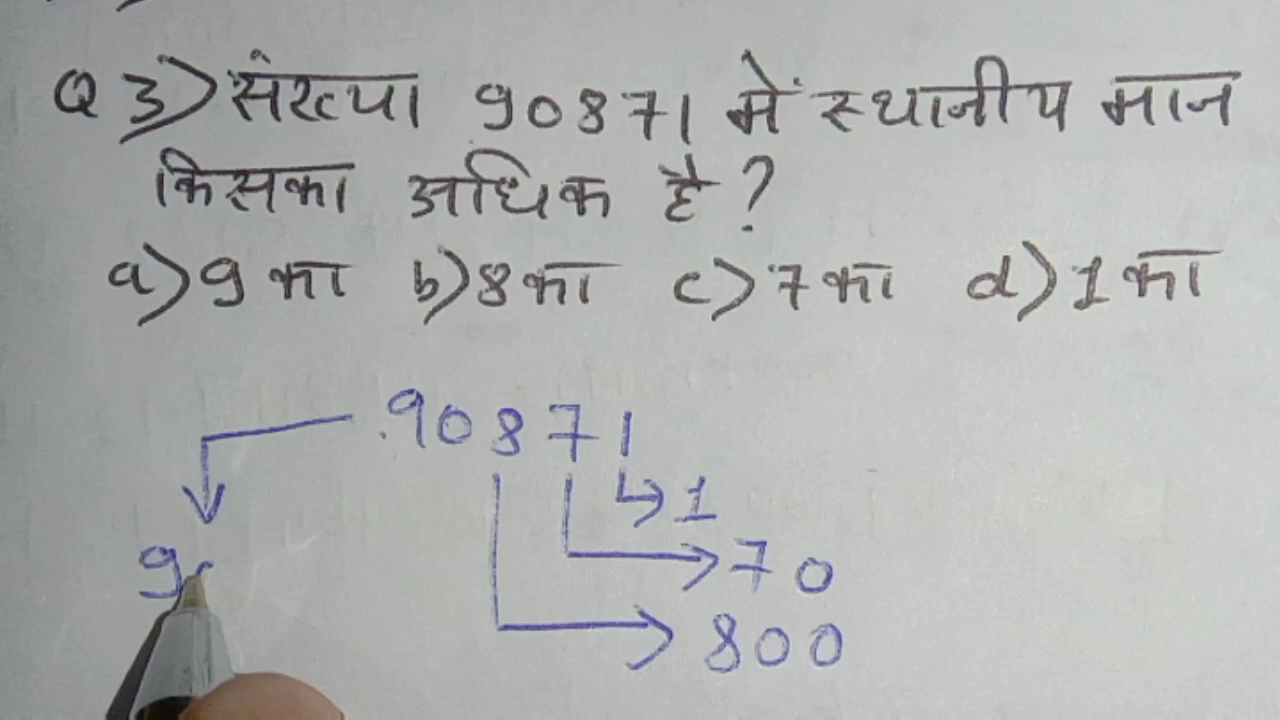 Q 3) संख्या 90871 में स्थानीय मान
किसका अधिक है ?
a) 9 का b) 8 का c) 7 का d) 1 का
90871
1
70
800
9